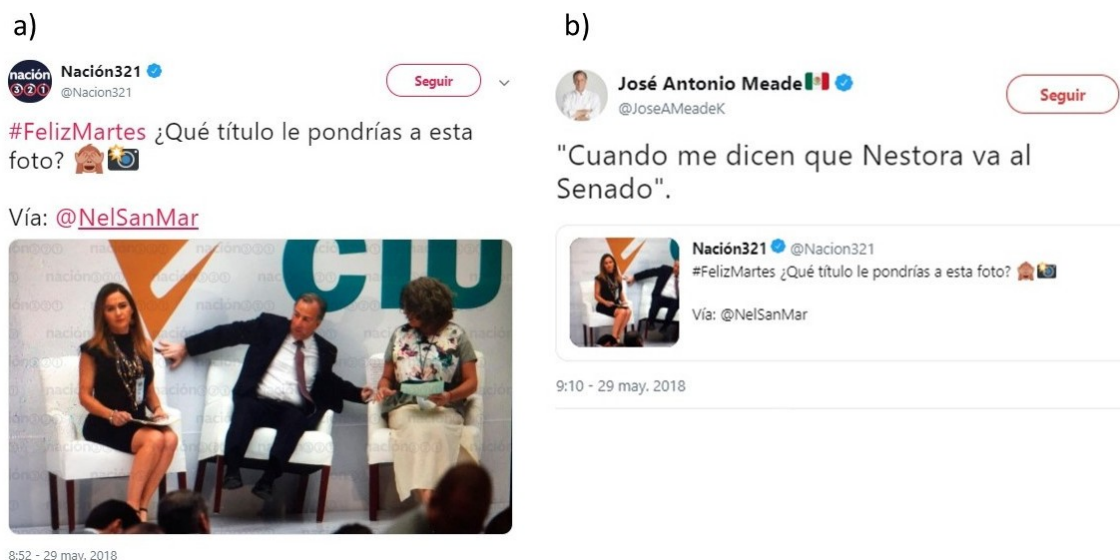 a)
nación
321
Nación321
@Nacion321
Seguir
#FelizMartes ¿Qué título le pondrías a esta
foto? 🙈📸
Vía: @NelSanMar
CIU
8:52 - 29 may. 2018
b)
José Antonio Meade🇲🇽
@JoseAMeadeK
Seguir
"Cuando me dicen que Nestora va al
Senado".
Nación321 @Nacion321
#FelizMartes ¿Qué título le pondrías a esta foto? 🙈📸
Vía: @NelSanMar
9:10 - 29 may. 2018